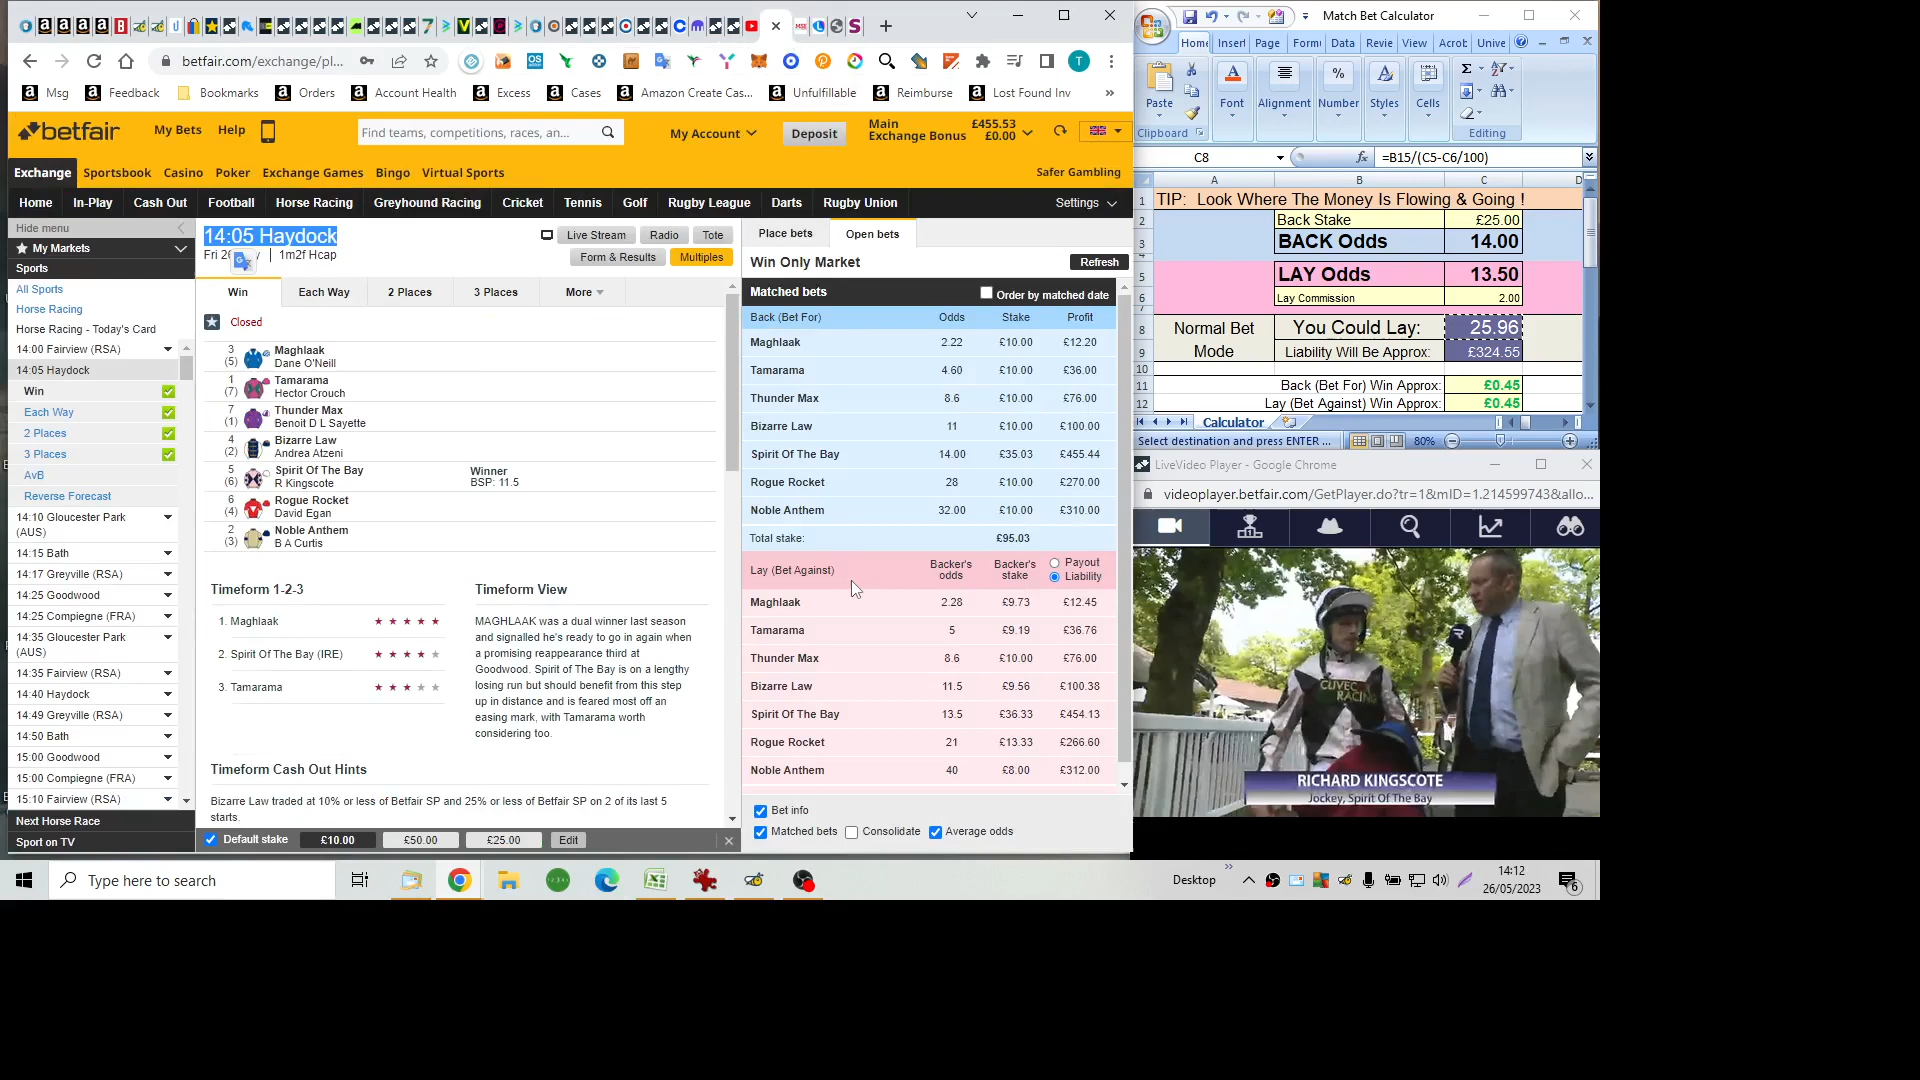 betfair.com/exchange/pl...
Msg
Feedback
Bookmarks
Orders
Account Health
Excess
Cases
Amazon Create Cas...
Unfulfillable
Reimburse
Lost Found Inv
»
betfair
My Bets
Help
Find teams, competitions, races, an...
My Account
Deposit
Main £455.53
Exchange Bonus £0.00
Exchange
Sportsbook
Casino
Poker
Exchange Games
Bingo
Virtual Sports
Safer Gambling
Home
In-Play
Cash Out
Football
Horse Racing
Greyhound Racing
Cricket
Tennis
Golf
Rugby League
Darts
Rugby Union
Settings
Hide menu
My Markets
Sports
All Sports
Horse Racing
Horse Racing - Today's Card
14:00 Fairview (RSA)
14:05 Haydock
Win
Each Way
2 Places
3 Places
AvB
Reverse Forecast
14:10 Gloucester Park
(AUS)
14:15 Bath
14:17 Greyville (RSA)
14:25 Goodwood
14:25 Compiegne (FRA)
14:35 Gloucester Park
(AUS)
14:35 Fairview (RSA)
14:40 Haydock
14:49 Greyville (RSA)
14:50 Bath
15:00 Goodwood
15:00 Compiegne (FRA)
15:10 Fairview (RSA)
Next Horse Race
Sport on TV
14:05 Haydock
Live Stream
Radio
Tote
Fri 26 | 1m2f Hcap
Form & Results
Multiples
Win
Each Way
2 Places
3 Places
More
Closed
3 Maghlaak
(5) Dane O'Neill
1 Tamarama
(7) Hector Crouch
7 Thunder Max
(1) Benoit D L Sayette
4 Bizarre Law
(2) Andrea Atzeni
5 Spirit Of The Bay Winner
(6) R Kingscote BSP: 11.5
6 Rogue Rocket
(4) David Egan
2 Noble Anthem
(3) B A Curtis
Timeform 1-2-3
1. Maghlaak
2. Spirit Of The Bay (IRE)
3. Tamarama
Timeform View
MAGHLAAK was a dual winner last season
and signalled he's ready to go in again when
a promising reappearance third at
Goodwood. Spirit of The Bay is on a lengthy
losing run but should benefit from this step
up in distance and is feared most off an
easing mark, with Tamarama worth
considering too.
Timeform Cash Out Hints
Bizarre Law traded at 10% or less of Betfair SP and 25% or less of Betfair SP on 2 of its last 5
starts.
Default stake
£10.00
£50.00
£25.00
Edit
Place bets
Open bets
Win Only Market
Refresh
Matched bets
Order by matched date
Back (Bet For) Odds Stake Profit
Maghlaak 2.22 £10.00 £12.20
Tamarama 4.60 £10.00 £36.00
Thunder Max 8.6 £10.00 £76.00
Bizarre Law 11 £10.00 £100.00
Spirit Of The Bay 14.00 £35.03 £455.44
Rogue Rocket 28 £10.00 £270.00
Noble Anthem 32.00 £10.00 £310.00
Total stake: £95.03
Lay (Bet Against)
Backer's odds
Backer's stake
Payout
Liability
Maghlaak 2.28 £9.73 £12.45
Tamarama 5 £9.19 £36.76
Thunder Max 8.6 £10.00 £76.00
Bizarre Law 11.5 £9.56 £100.38
Spirit Of The Bay 13.5 £36.33 £454.13
Rogue Rocket 21 £13.33 £266.60
Noble Anthem 40 £8.00 £312.00
Bet info
Matched bets
Consolidate
Average odds
Match Bet Calculator
Home
Insert
Page
Formu
Data
Revie
View
Acrob
Unive
Paste
Font
Alignment
Number
Styles
Cells
Clipboard
Editing
C8
fx
=B15/(C5-C6/100)
A B C D
1 TIP: Look Where The Money Is Flowing & Going !
2 Back Stake £25.00
3 BACK Odds 14.00
4
5 LAY Odds 13.50
6 Lay Commission 2.00
7
8 Normal Bet You Could Lay: 25.96
9 Mode Liability Will Be Approx: £324.55
10
11 Back (Bet For) Win Approx: £0.45
12 Lay (Bet Against) Win Approx: £0.45
Calculator
Select destination and press ENTER ...
80%
LiveVideo Player - Google Chrome
videoplayer.betfair.com/GetPlayer.do?tr=1&mID=1.214599743&allo...
CLIVEC
RACING
RICHARD KINGSCOTE
Jockey, Spirit Of The Bay
Type here to search
Desktop
»
14:12
26/05/2023
6